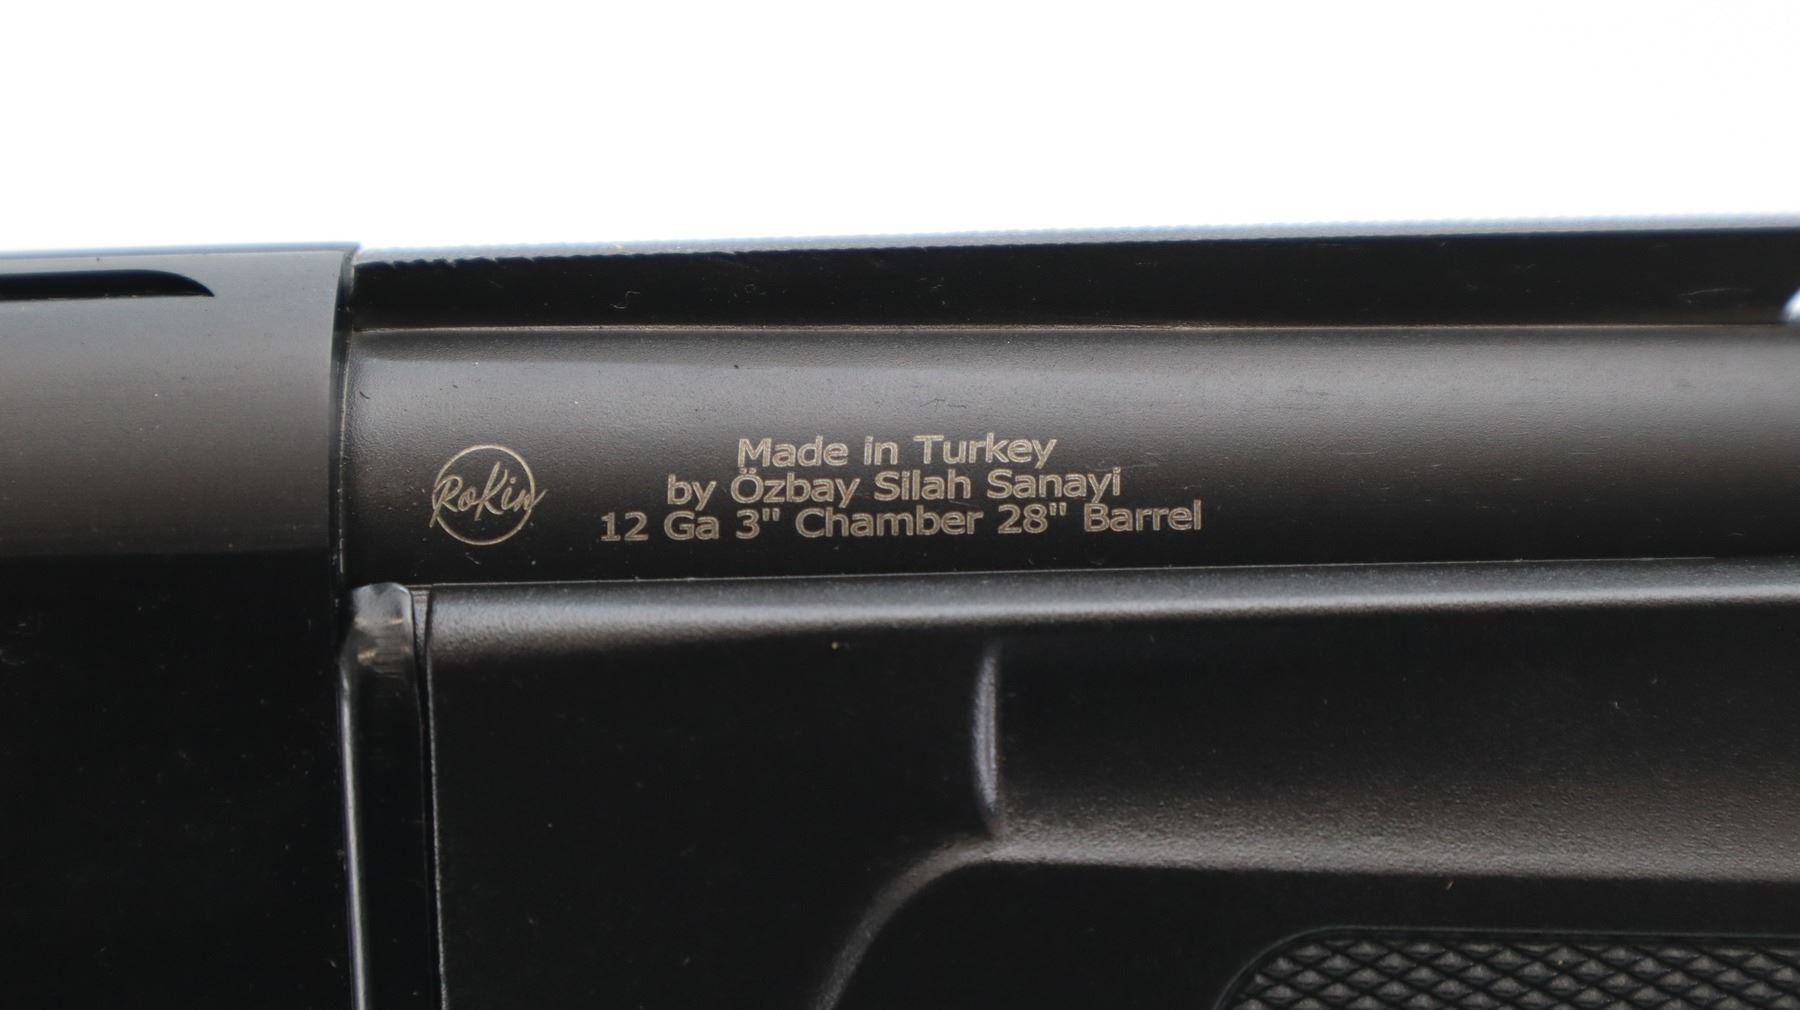 RoKin
Made in Turkey
by Özbay Silah Sanayi
12 Ga 3" Chamber 28" Barrel